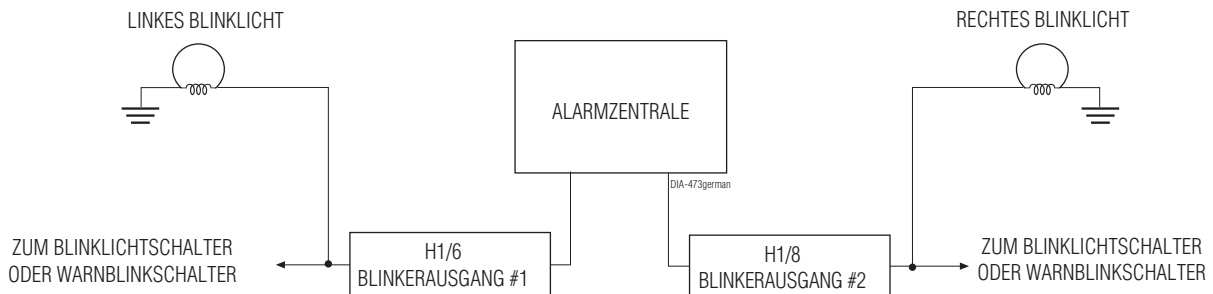 LINKES BLINKLICHT
RECHTES BLINKLICHT
ALARMZENTRALE
DIA-473german
ZUM BLINKLICHTSCHALTER
ODER WARNBLINKSCHALTER
H1/6
BLINKERAUSGANG #1
H1/8
BLINKERAUSGANG #2
ZUM BLINKLICHTSCHALTER
ODER WARNBLINKSCHALTER